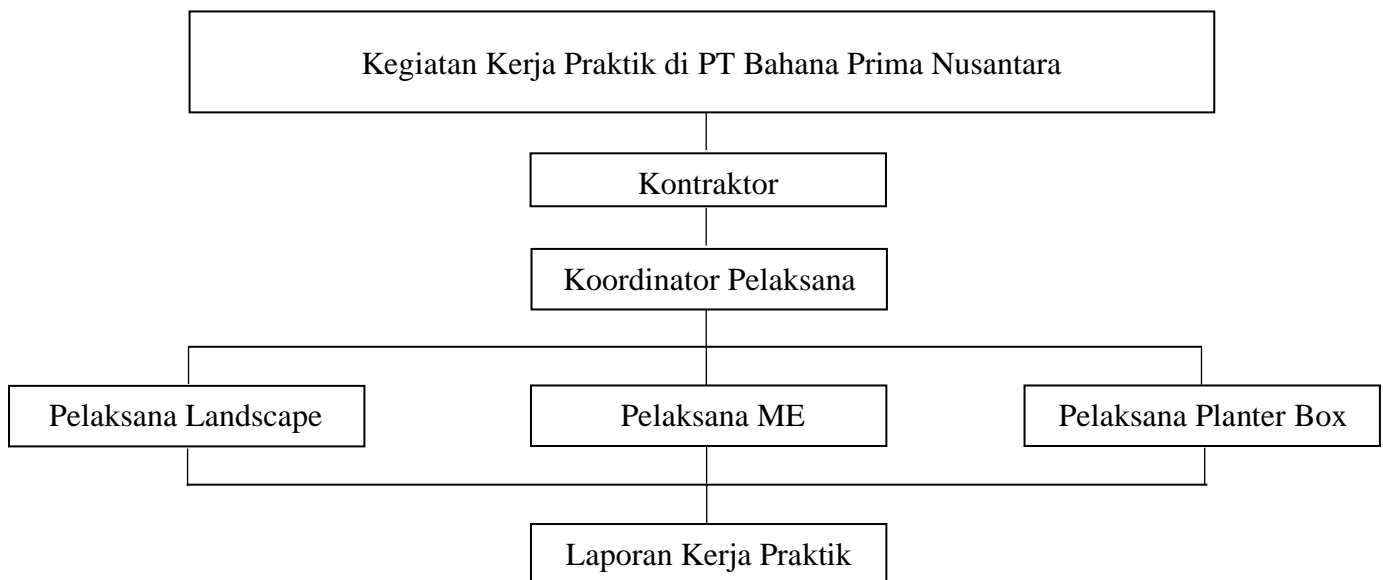 Kegiatan Kerja Praktik di PT Bahana Prima Nusantara
Kontraktor
Koordinator Pelaksana
Pelaksana Landscape
Pelaksana ME
Pelaksana Planter Box
Laporan Kerja Praktik